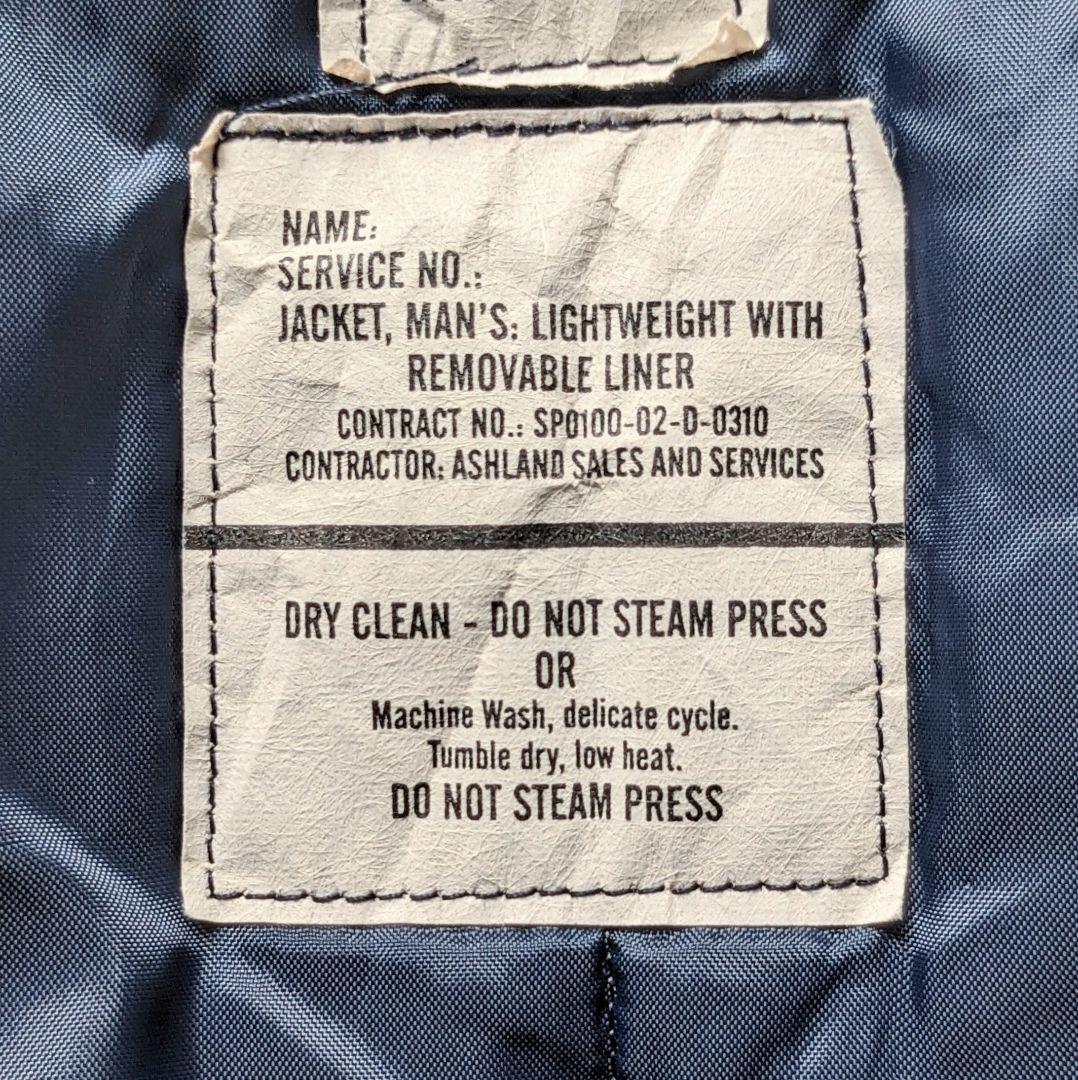 NAME:
SERVICE NO.:
JACKET, MAN'S: LIGHTWEIGHT WITH
REMOVABLE LINER
CONTRACT NO.: SP0100-02-D-0310
CONTRACTOR: ASHLAND SALES AND SERVICES
DRY CLEAN - DO NOT STEAM PRESS
OR
Machine Wash, delicate cycle.
Tumble dry, low heat.
DO NOT STEAM PRESS